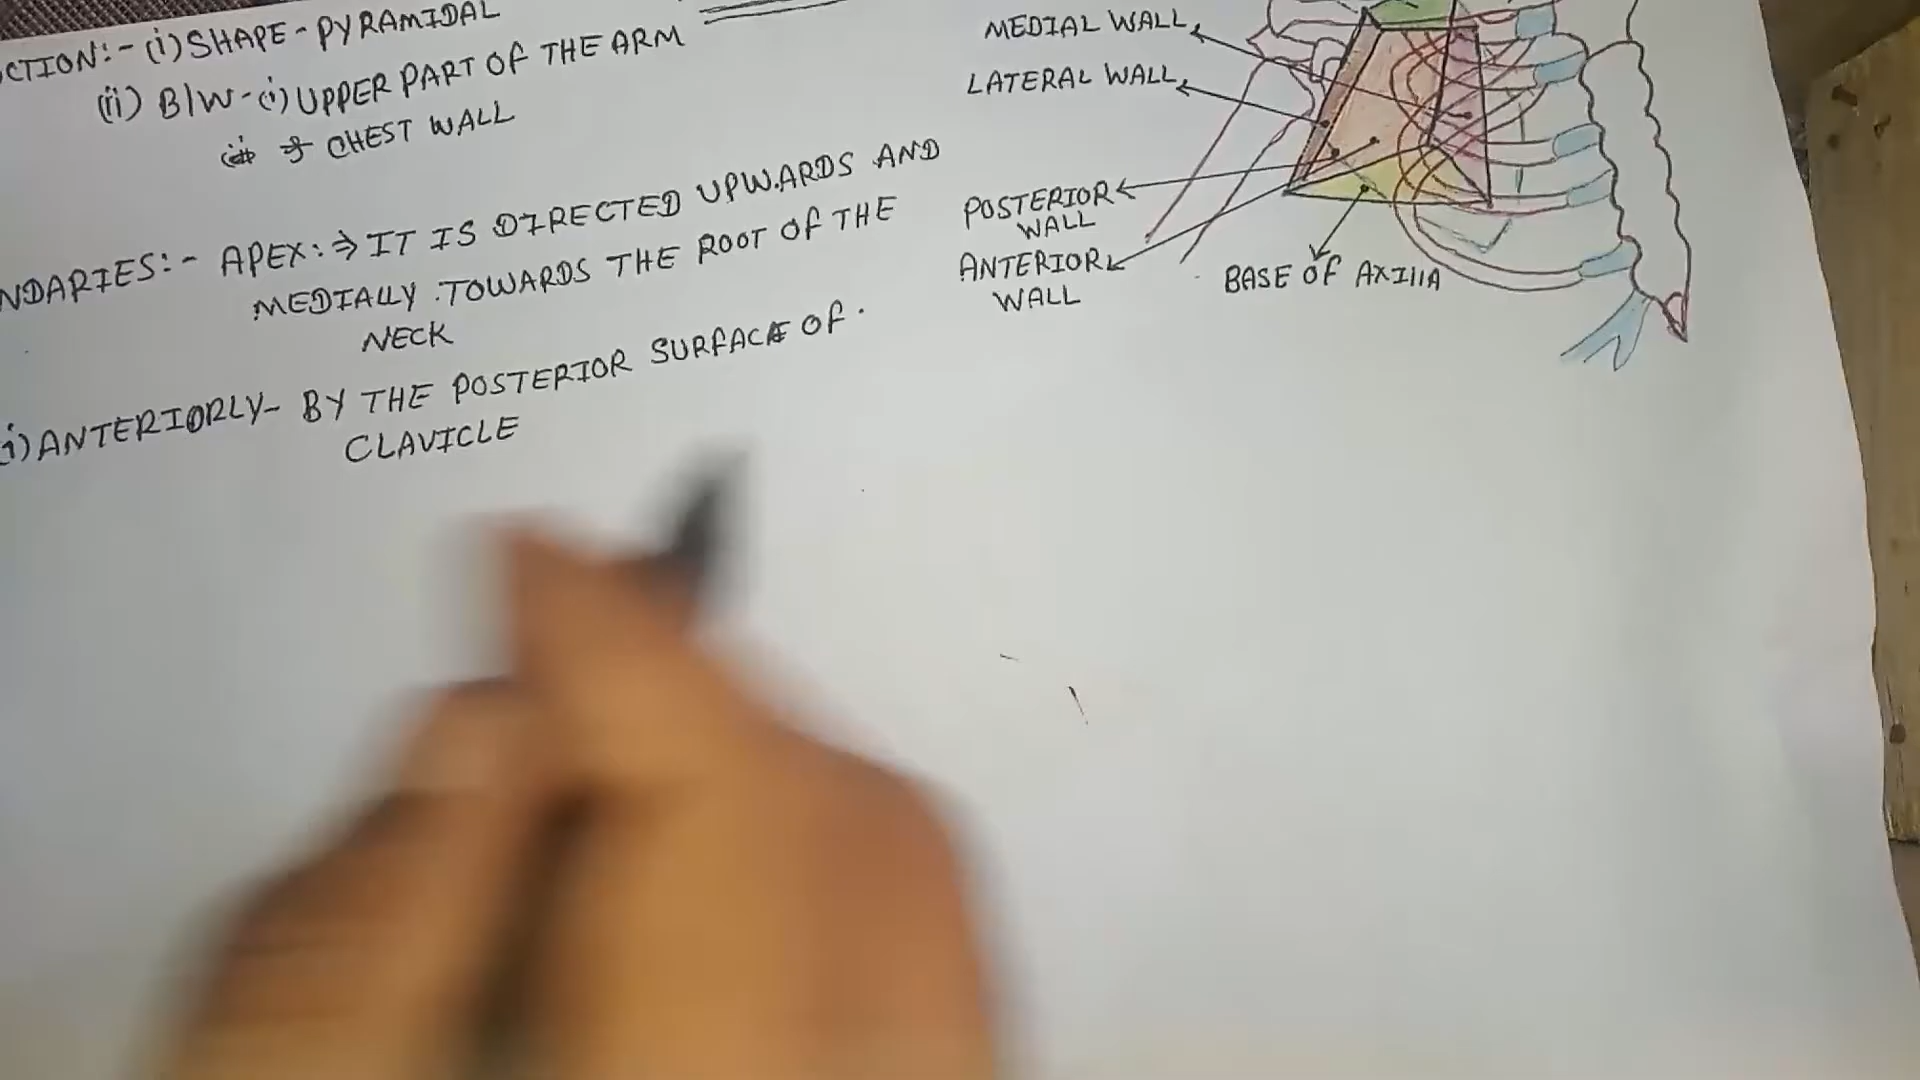 CTION:- (i) SHAPE - PYRAMIDAL
(ii) B/W - (i) UPPER PART OF THE ARM
CHEST WALL
NDARIES:- APEX:⇒ IT IS DIRECTED UPWARDS AND
MEDIALLY TOWARDS THE ROOT OF THE
NECK
i) ANTERIORLY- BY THE POSTERIOR SURFACE OF
CLAVICLE
MEDIAL WALL
LATERAL WALL
POSTERIOR
WALL
ANTERIOR
WALL
BASE OF AXIllA